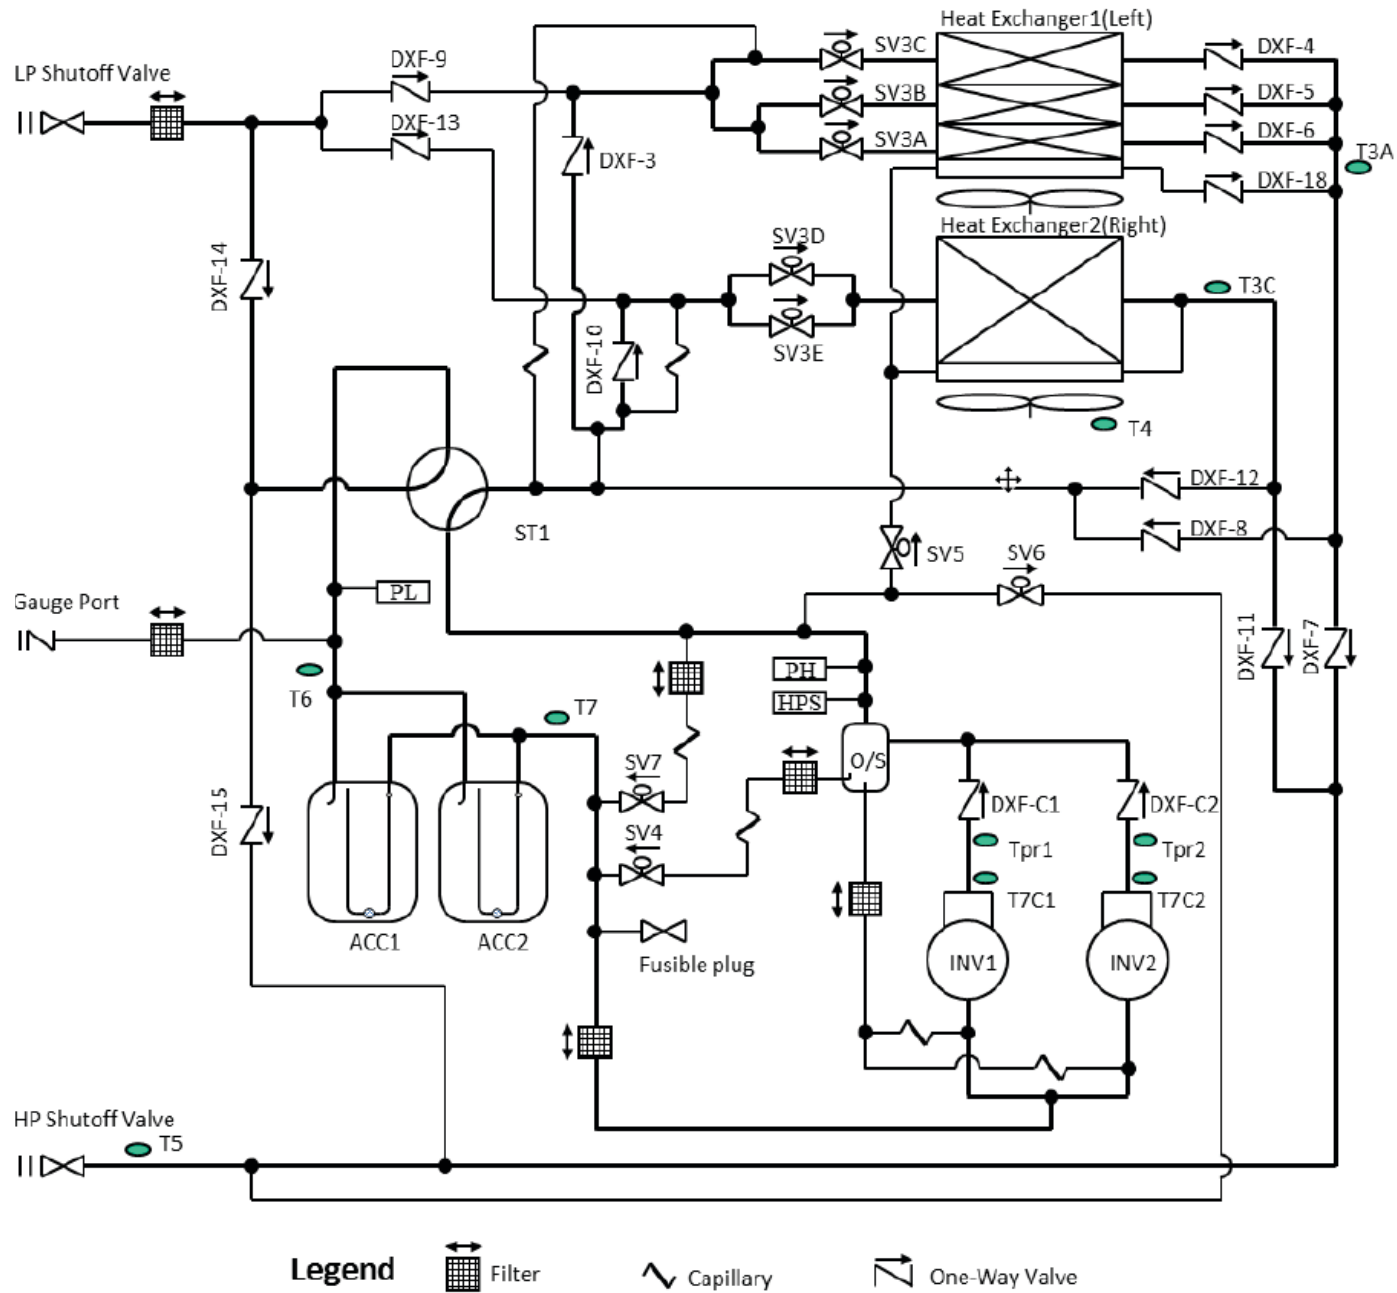 Heat Exchanger1(Left)
DXF-9
SV3C
DXF-4
LP Shutoff Valve
SV3B
DXF-5
DXF-13
SV3A
DXF-6
T3A
DXF-3
DXF-18
Heat Exchanger2(Right)
SV3D
DXF-14
T3C
SV3E
DXF-10
T4
DXF-12
ST1
DXF-8
SV5
SV6
PL
Gauge Port
DXF-11
DXF-7
PH
T6
HPS
T7
O/S
SV7
DXF-C1
DXF-C2
DXF-15
SV4
Tpr1
Tpr2
T7C1
T7C2
ACC1
ACC2
Fusible plug
INV1
INV2
HP Shutoff Valve
T5
Legend
Filter
Capillary
One-Way Valve